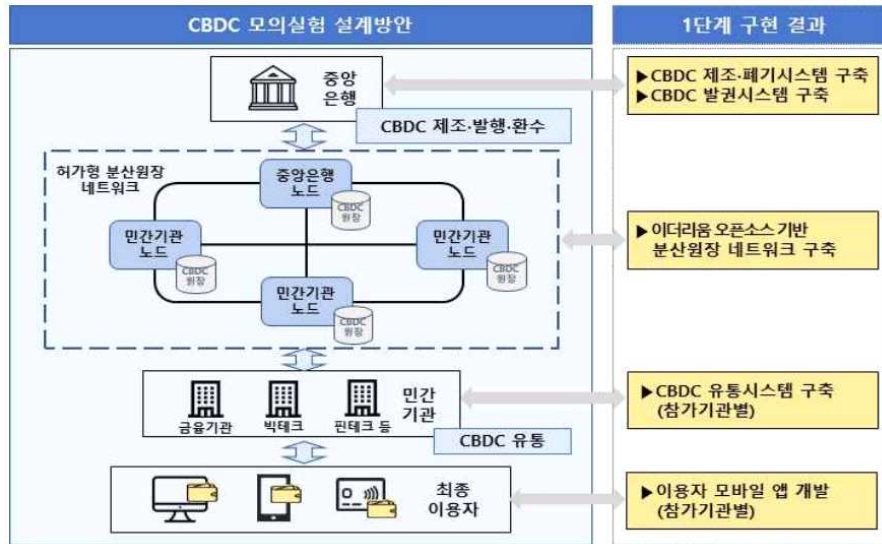 CBDC 모의실험 설계방안
1단계 구현 결과
중앙
은행
CBDC 제조·발행·환수
▶CBDC 제조·폐기시스템 구축
▶CBDC 발권시스템 구축
허가형 분산원장
네트워크
중앙은행
노드
CBDC
원장
민간기관
노드
CBDC
원장
민간기관
노드
CBDC
원장
민간기관
노드
CBDC
원장
▶이더리움 오픈소스 기반
분산원장 네트워크 구축
금융기관
빅테크
핀테크 등
민간
기관
CBDC 유통
▶CBDC 유통시스템 구축
(참가기관별)
최종
이용자
▶이용자 모바일 앱 개발
(참가기관별)